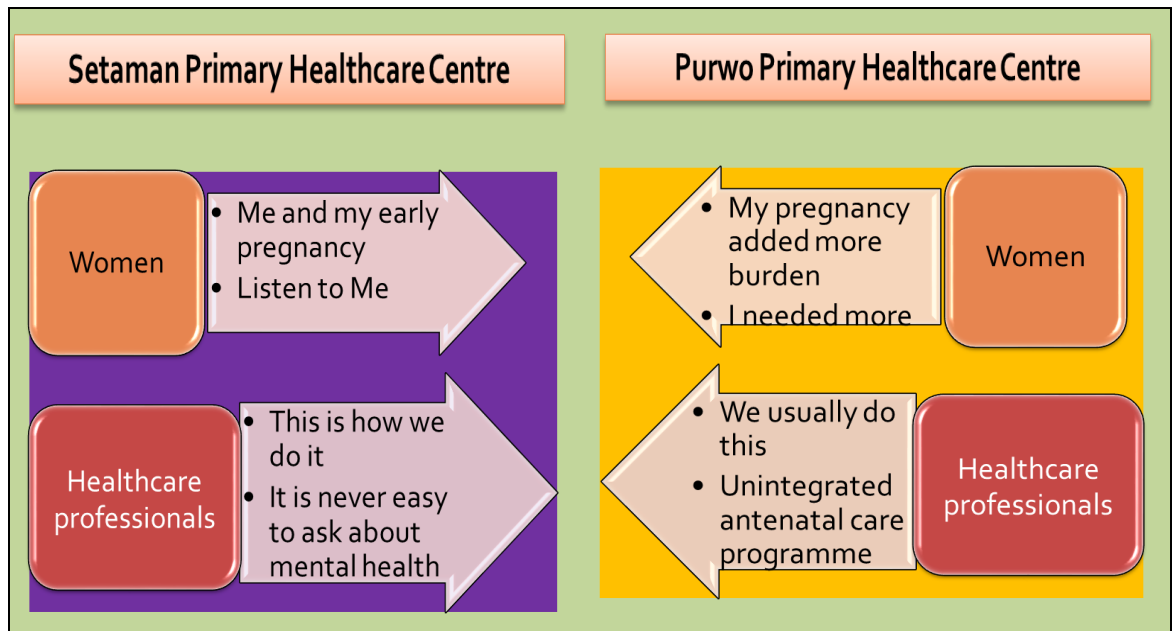 Setaman Primary Healthcare Centre
Women
• Me and my early
pregnancy
• Listen to Me
Healthcare
professionals
• This is how we
do it
• It is never easy
to ask about
mental health
Purwo Primary Healthcare Centre
• My pregnancy
added more
burden
• I needed more
Women
• We usually do
this
• Unintegrated
antenatal care
programme
Healthcare
professionals